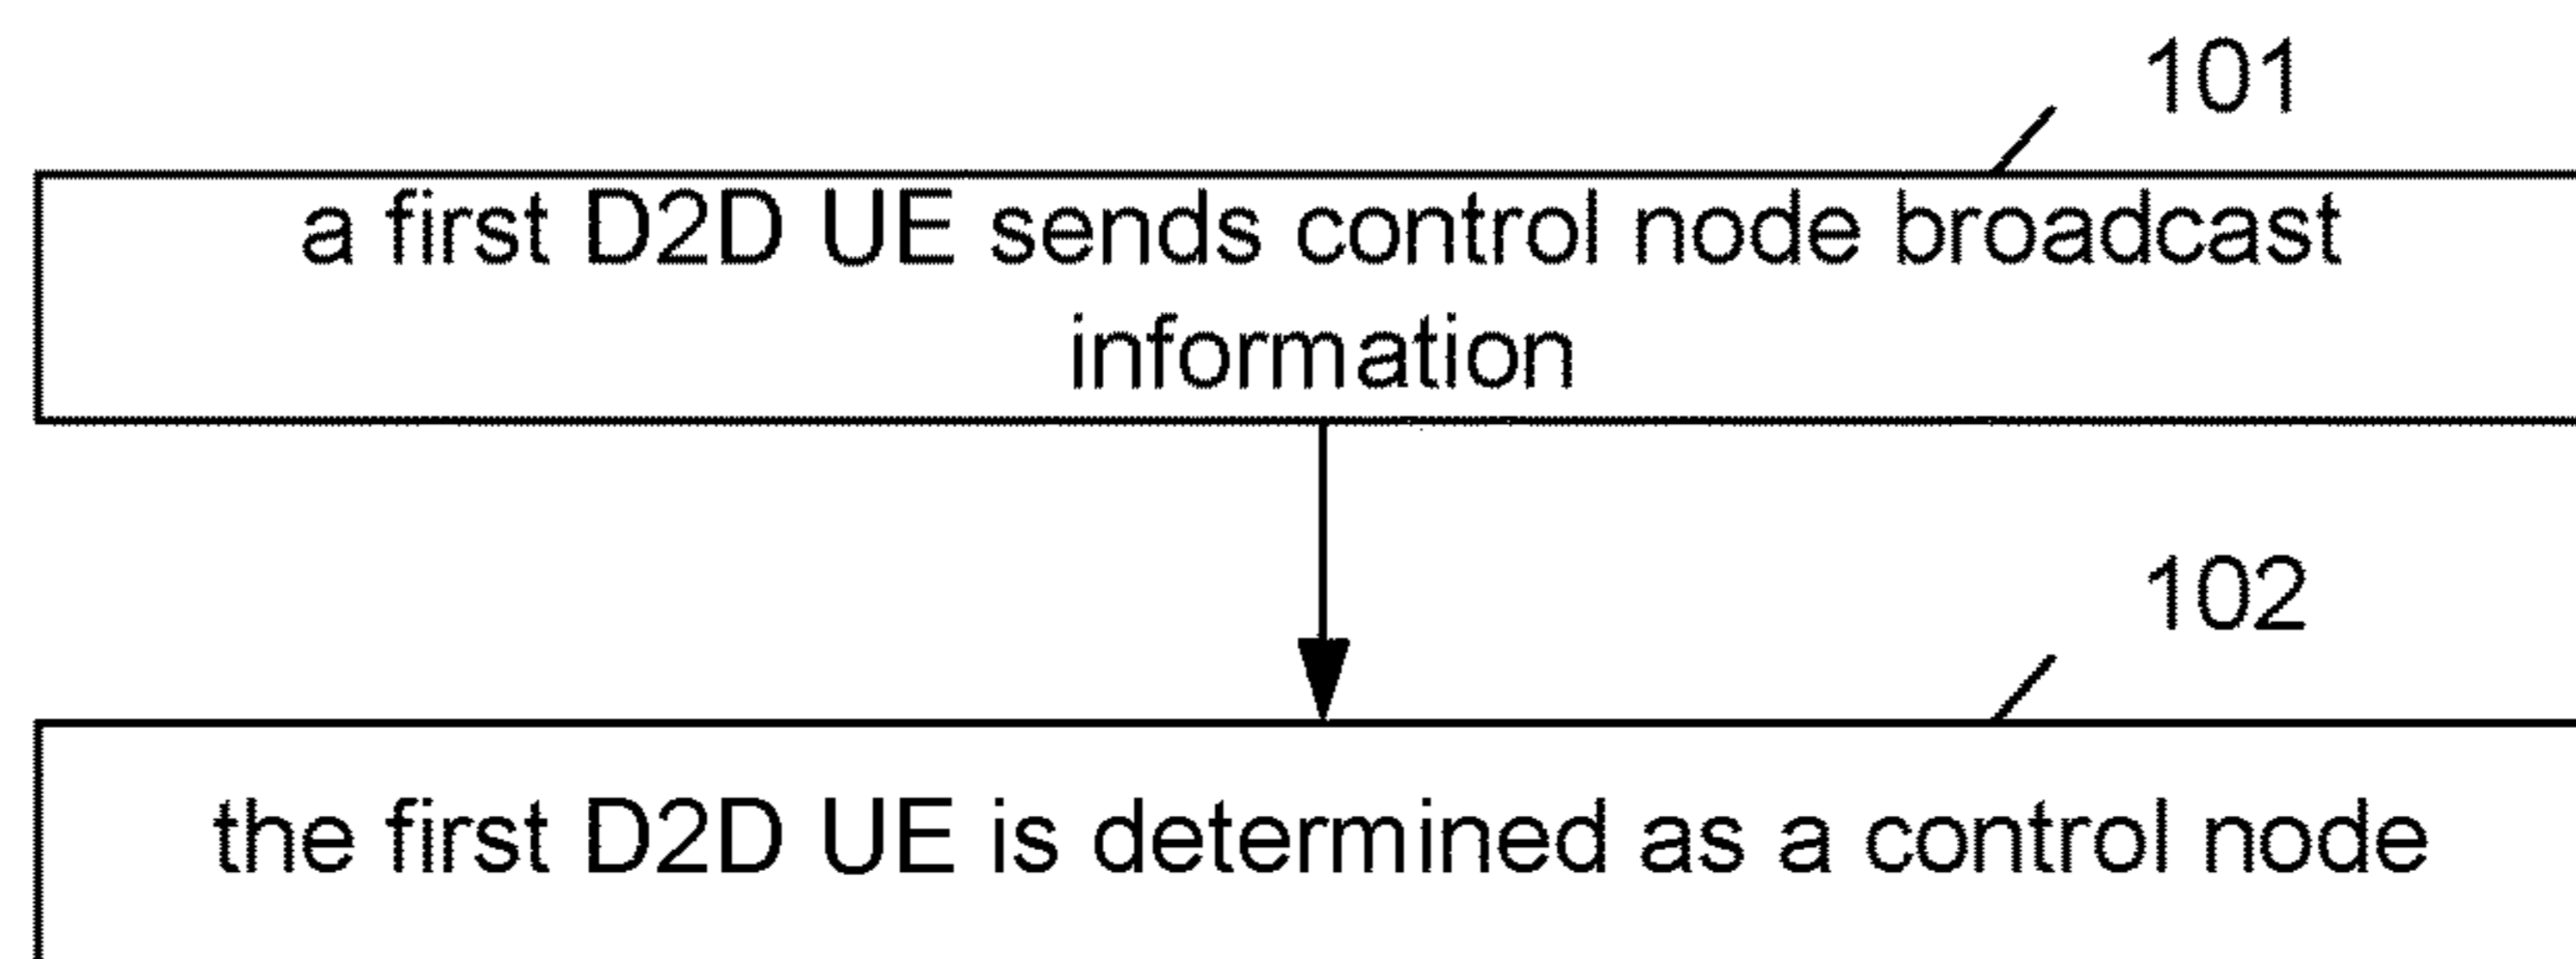 101
a first D2D UE sends control node broadcast
information
102
the first D2D UE is determined as a control node